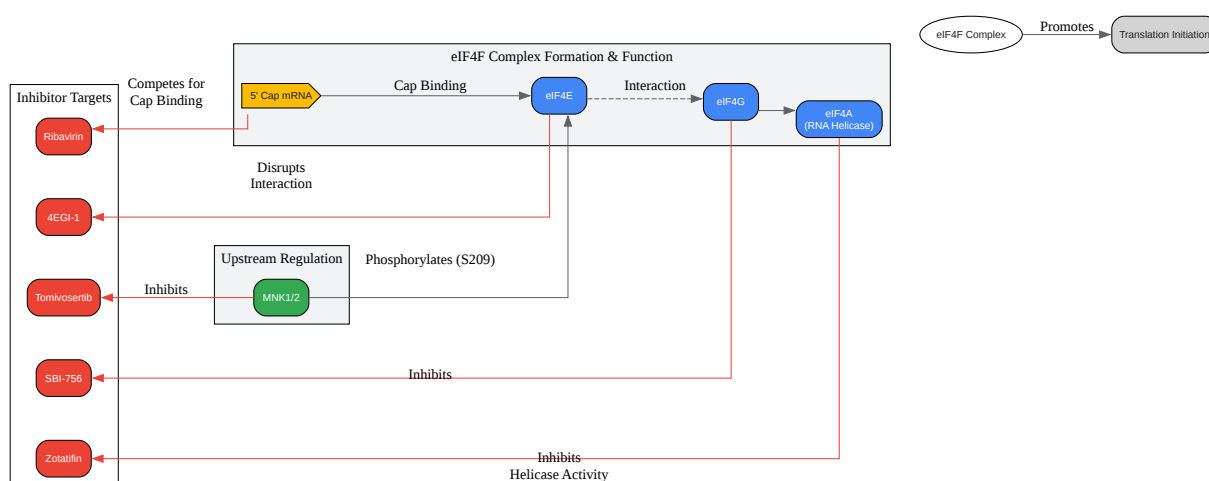 eIF4F Complex
Promotes
Translation Initiation
eIF4F Complex Formation & Function
Inhibitor Targets
Competes for
Cap Binding
5' Cap mRNA
Cap Binding
eIF4E
Interaction
eIF4G
eIF4A
(RNA Helicase)
Ribavirin
Disrupts
Interaction
4EGI-1
Upstream Regulation
Phosphorylates (S209)
Tomivosertib
Inhibits
MNK1/2
SBI-756
Inhibits
Zotatifin
Inhibits
Helicase Activity